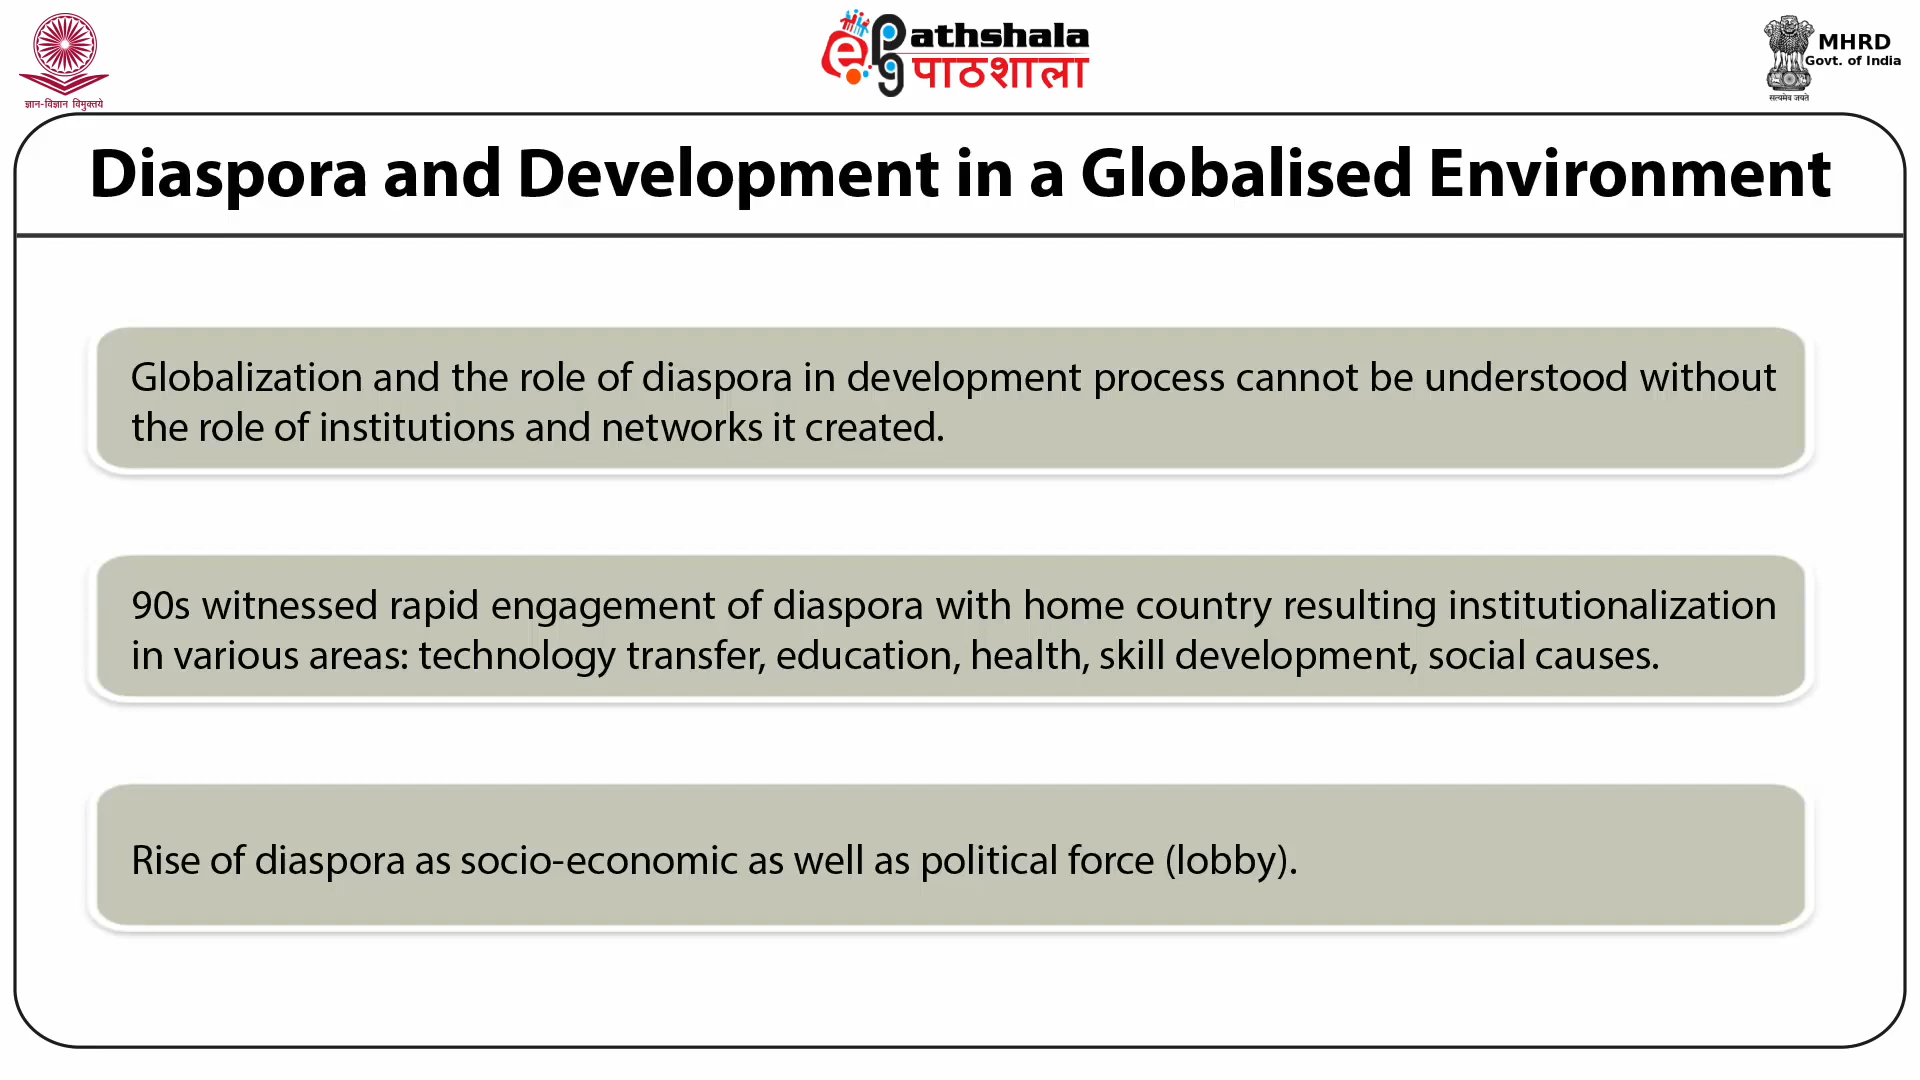 ज्ञान-विज्ञान विमुक्तये
ePathshala
पाठशाला
MHRD
Govt. of India
सत्यमेव जयते
Diaspora and Development in a Globalised Environment
Globalization and the role of diaspora in development process cannot be understood without
the role of institutions and networks it created.
90s witnessed rapid engagement of diaspora with home country resulting institutionalization
in various areas: technology transfer, education, health, skill development, social causes.
Rise of diaspora as socio-economic as well as political force (lobby).